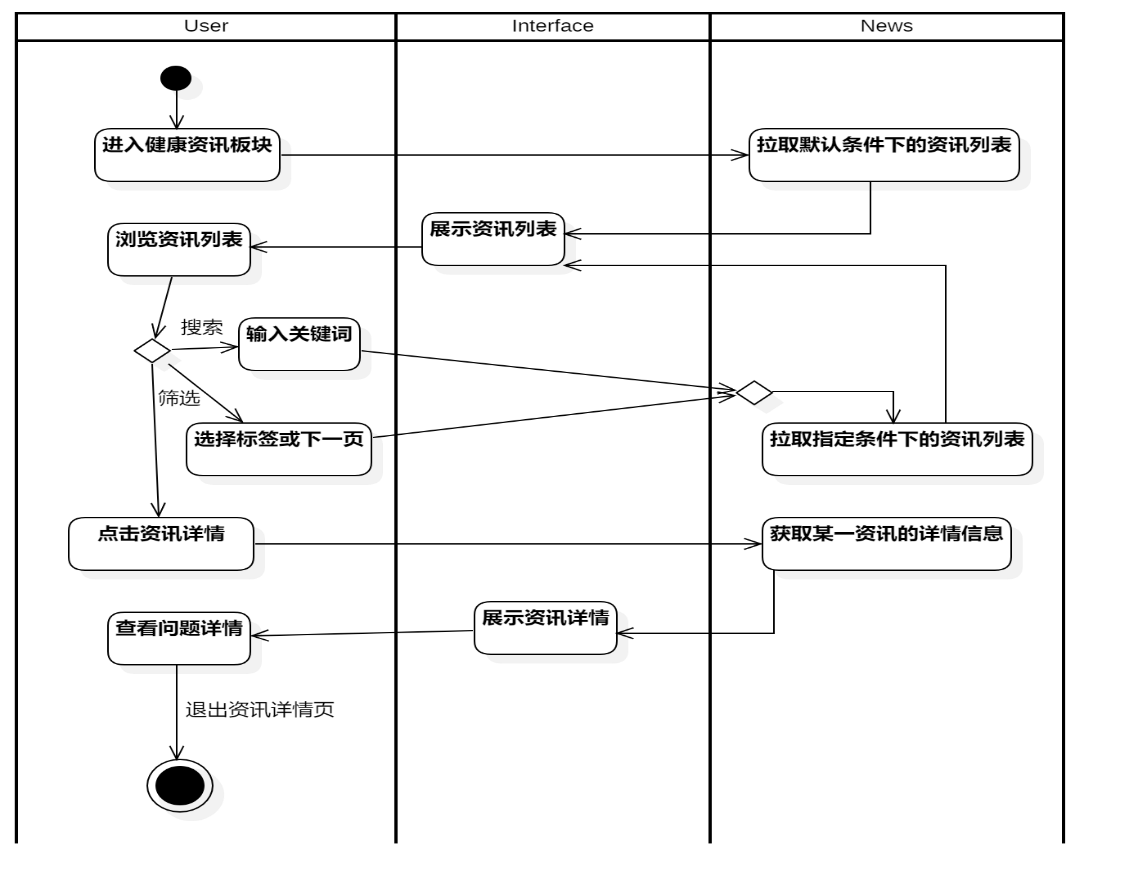 User
Interface
News
进入健康资讯板块
拉取默认条件下的资讯列表
展示资讯列表
浏览资讯列表
搜索
输入关键词
筛选
选择标签或下一页
拉取指定条件下的资讯列表
点击资讯详情
获取某一资讯的详情信息
展示资讯详情
查看问题详情
退出资讯详情页